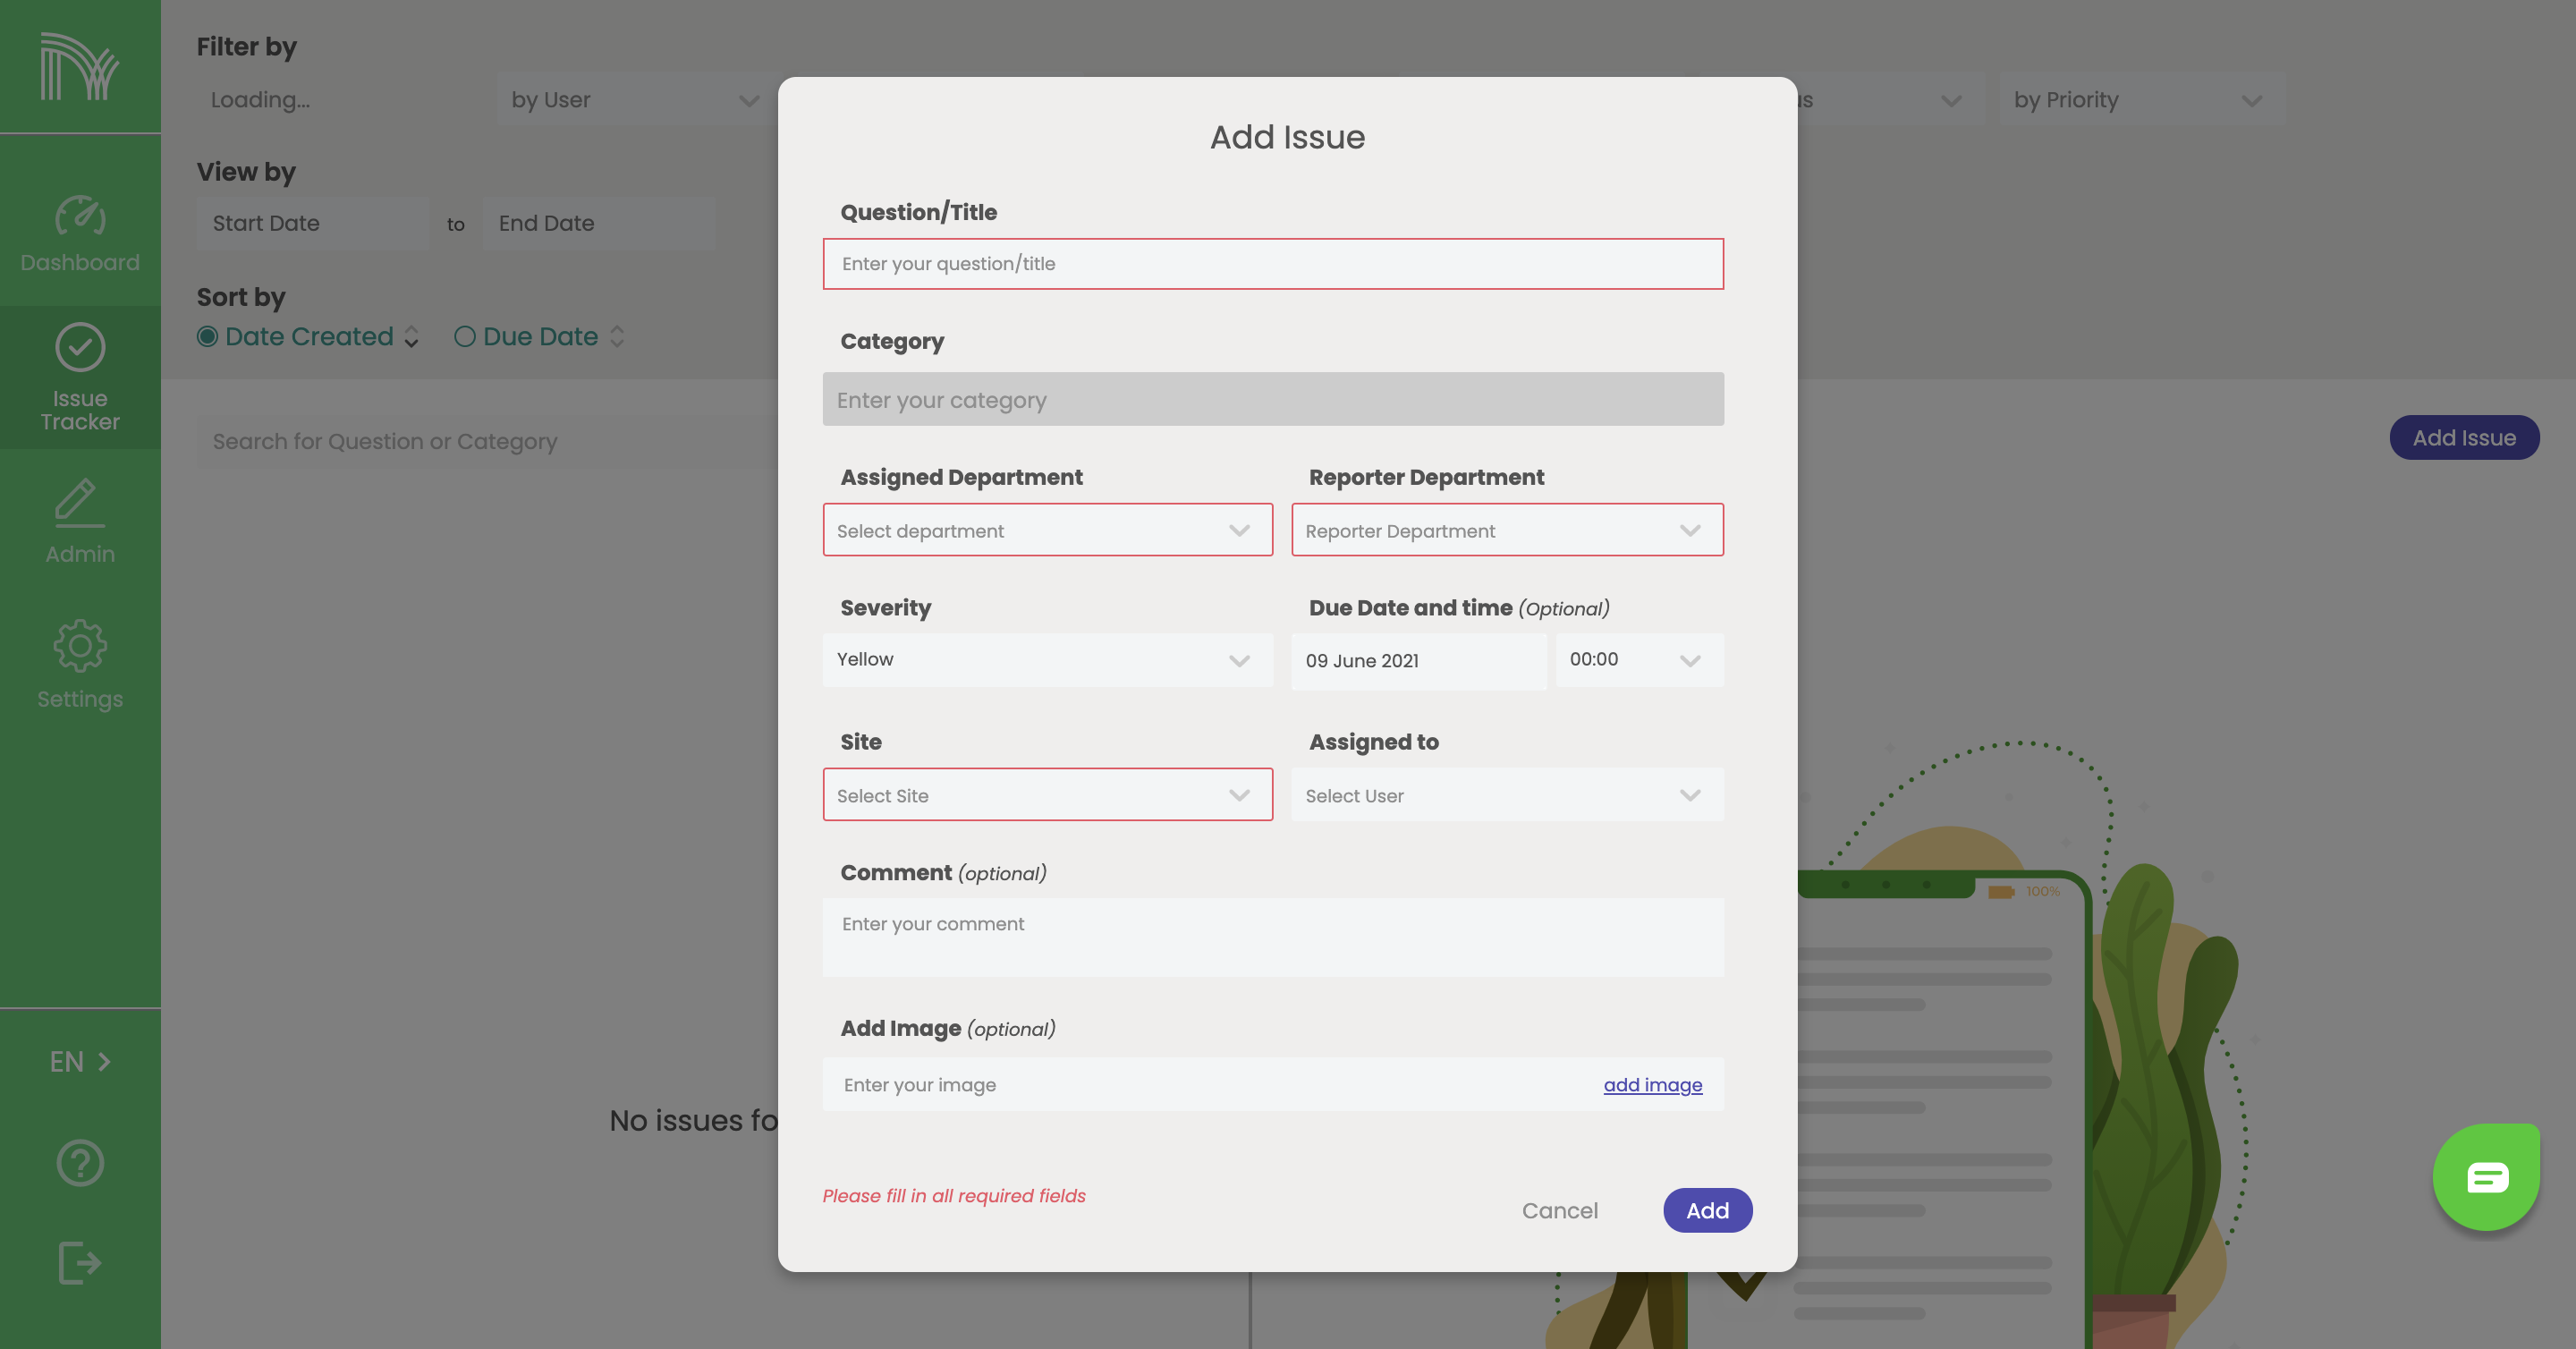 Filter by
Loading...
by User
by Priority
View by
Start Date
to
End Date
Sort by
Date Created
Due Date
Search for Question or Category
Add Issue
Dashboard
Issue
Tracker
Admin
Settings
EN
No issues
Add Issue
Question/Title
Enter your question/title
Category
Enter your category
Assigned Department
Reporter Department
Select department
Reporter Department
Severity
Due Date and time (Optional)
Yellow
09 June 2021
00:00
Site
Assigned to
Select Site
Select User
Comment (optional)
Enter your comment
Add Image (optional)
Enter your image
add image
Please fill in all required fields
Cancel
Add
100%